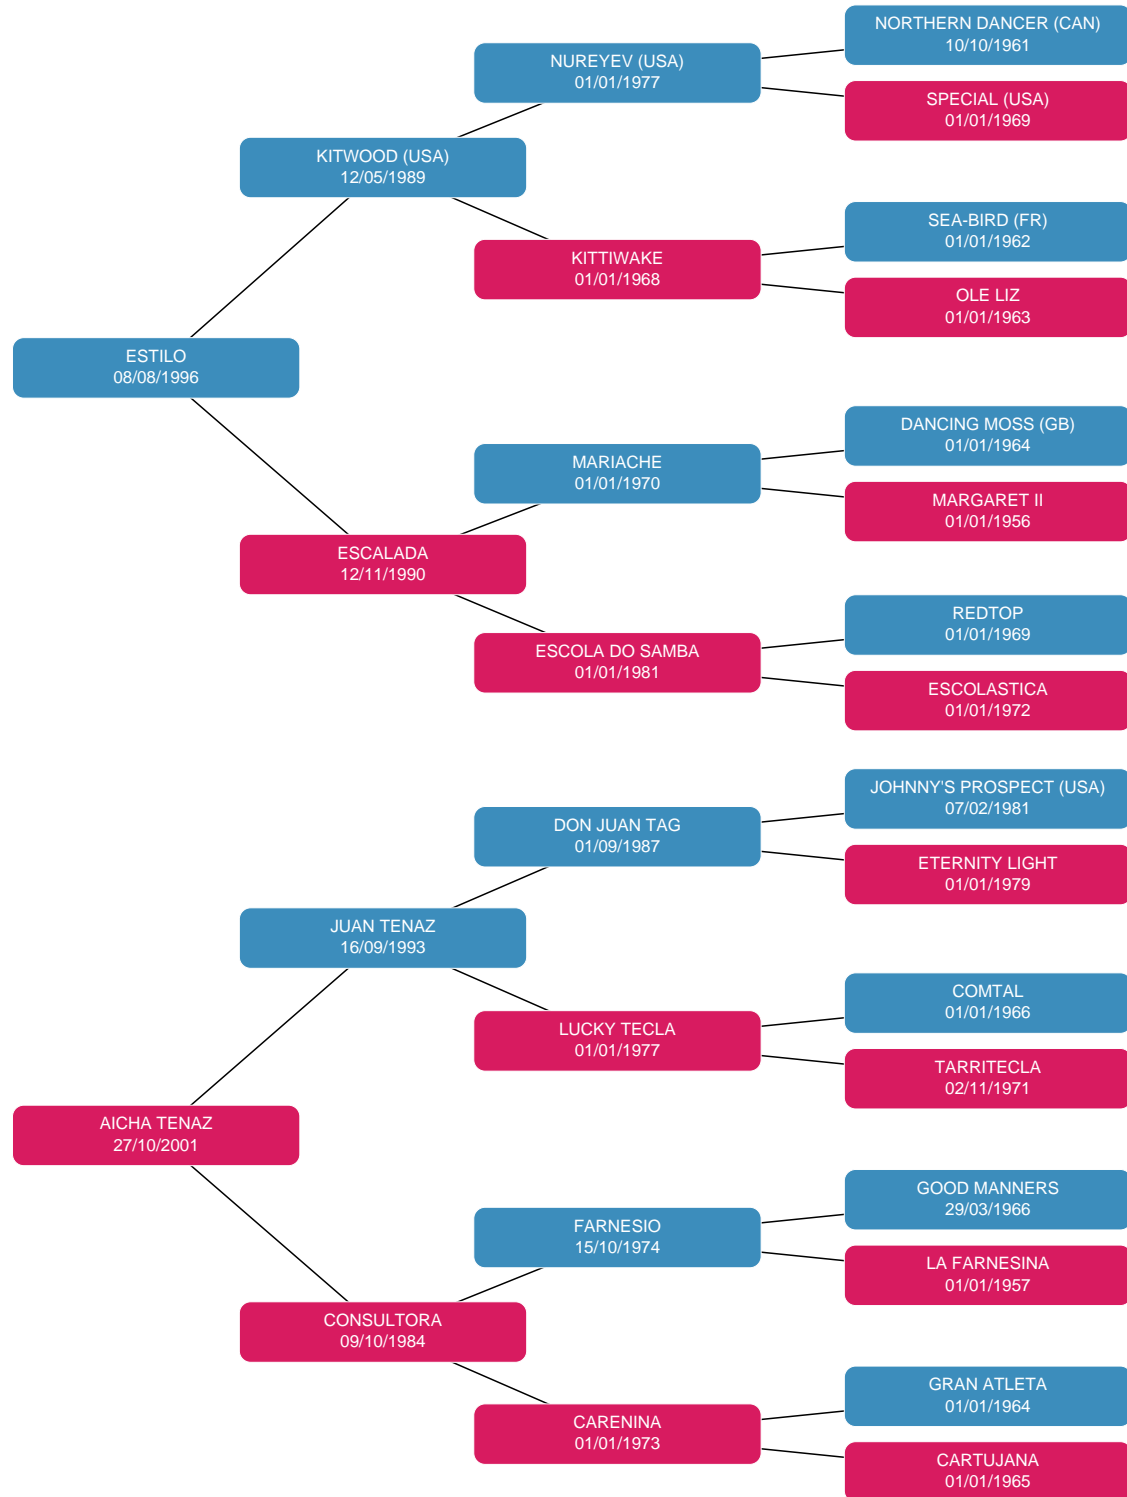 NORTHERN DANCER (CAN)
10/10/1961
NUREYEV (USA)
01/01/1977
SPECIAL (USA)
01/01/1969
KITWOOD (USA)
12/05/1989
SEA-BIRD (FR)
01/01/1962
KITTIWAKE
01/01/1968
OLE LIZ
01/01/1963
ESTILO
08/08/1996
DANCING MOSS (GB)
01/01/1964
MARIACHE
01/01/1970
MARGARET II
01/01/1956
ESCALADA
12/11/1990
REDTOP
01/01/1969
ESCOLA DO SAMBA
01/01/1981
ESCOLASTICA
01/01/1972
JOHNNY'S PROSPECT (USA)
07/02/1981
DON JUAN TAG
01/09/1987
ETERNITY LIGHT
01/01/1979
JUAN TENAZ
16/09/1993
COMTAL
01/01/1966
LUCKY TECLA
01/01/1977
TARRITECLA
02/11/1971
AICHA TENAZ
27/10/2001
GOOD MANNERS
29/03/1966
FARNESIO
15/10/1974
LA FARNESINA
01/01/1957
CONSULTORA
09/10/1984
GRAN ATLETA
01/01/1964
CARENINA
01/01/1973
CARTUJANA
01/01/1965